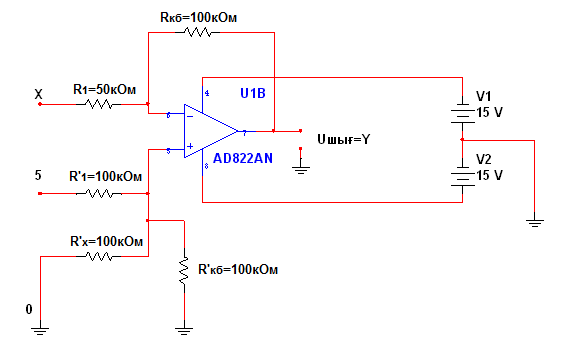 Rкб=100кОм
R1=50кОм
X
4
U1B
V1
15 V
6
7
Uшығ=Y
5
AD822AN
8
V2
15 V
5
R'1=100кОм
R'x=100кОм
R'кб=100кОм
0